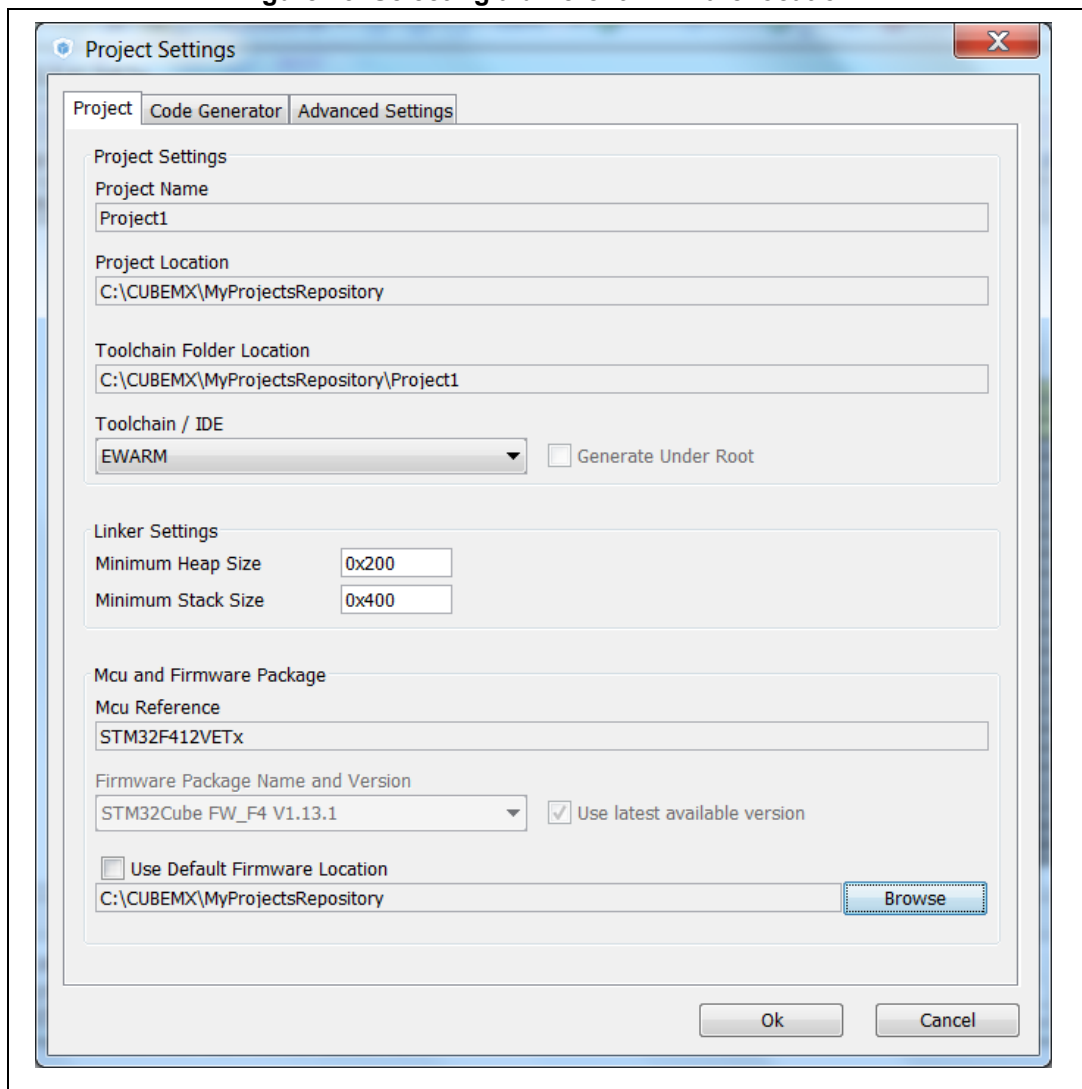 Project Settings
X
Project Code Generator Advanced Settings
Project Settings
Project Name
Project1
Project Location
C:\CUBEMX\MyProjectsRepository
Toolchain Folder Location
C:\CUBEMX\MyProjectsRepository\Project1
Toolchain / IDE
EWARM Generate Under Root
Linker Settings
Minimum Heap Size 0x200
Minimum Stack Size 0x400
Mcu and Firmware Package
Mcu Reference
STM32F412VETx
Firmware Package Name and Version
STM32Cube FW_F4 V1.13.1 Use latest available version
Use Default Firmware Location
C:\CUBEMX\MyProjectsRepository Browse
Ok Cancel